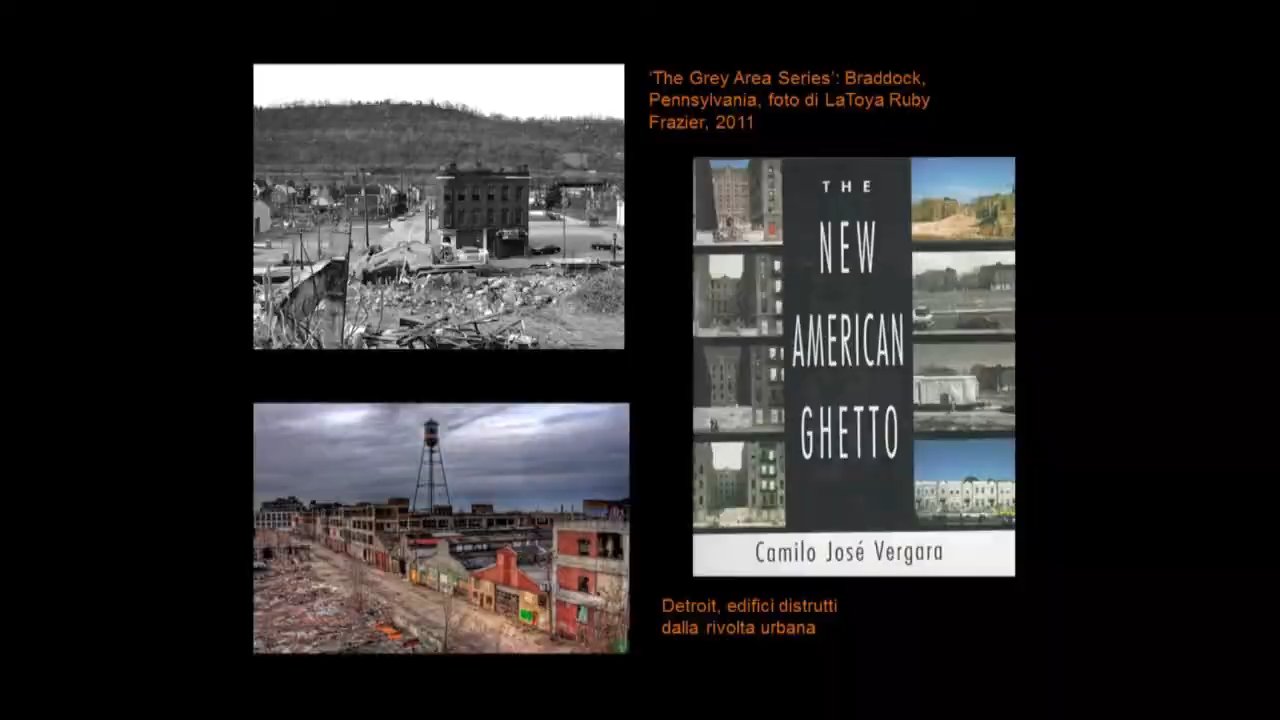 ‘The Grey Area Series’: Braddock,
Pennsylvania, foto di LaToya Ruby
Frazier, 2011
THE
NEW
AMERICAN
GHETTO
Camilo José Vergara
Detroit, edifici distrutti
dalla rivolta urbana